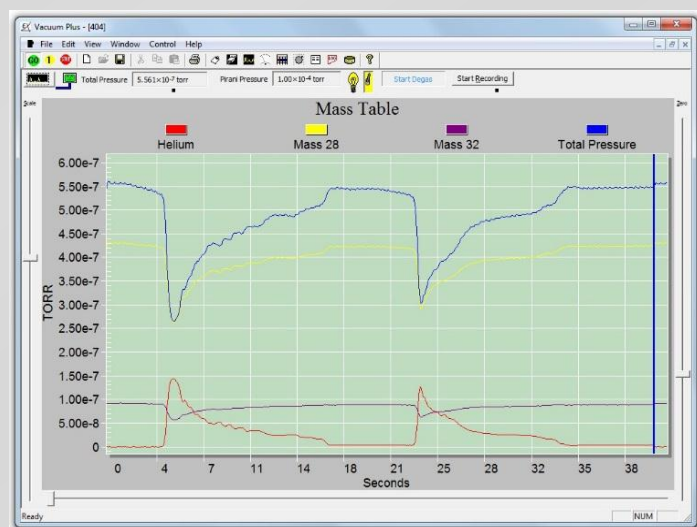 Vacuum Plus - [404]
File Edit View Window Control Help
GO 1 STOP
Total Pressure 5.561×10-⁷ torr Pirani Pressure 1.00×10-⁴ torr Start Degas Start Recording
Scale
Zero
Mass Table
Helium Mass 28 Mass 32 Total Pressure
6.00e-7
5.50e-7
5.00e-7
4.50e-7
4.00e-7
3.50e-7
3.00e-7
2.50e-7
2.00e-7
1.50e-7
1.00e-7
5.00e-8
0
TORR
0 4 7 11 14 18 21 25 28 32 35 38
Seconds
Ready NUM